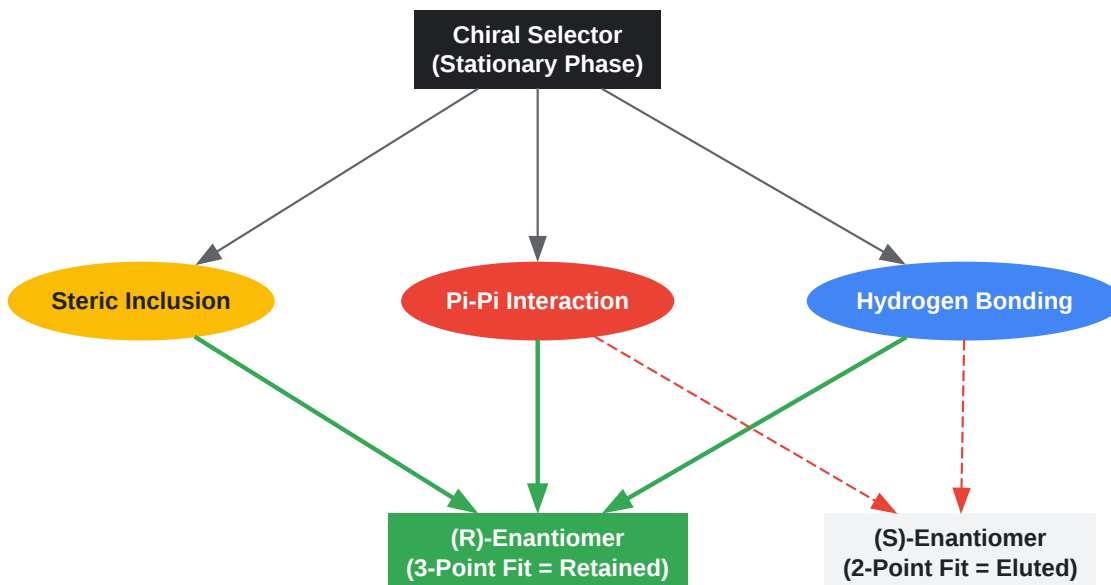 Chiral Selector
(Stationary Phase)
Steric Inclusion
Pi-Pi Interaction
Hydrogen Bonding
(R)-Enantiomer
(3-Point Fit = Retained)
(S)-Enantiomer
(2-Point Fit = Eluted)